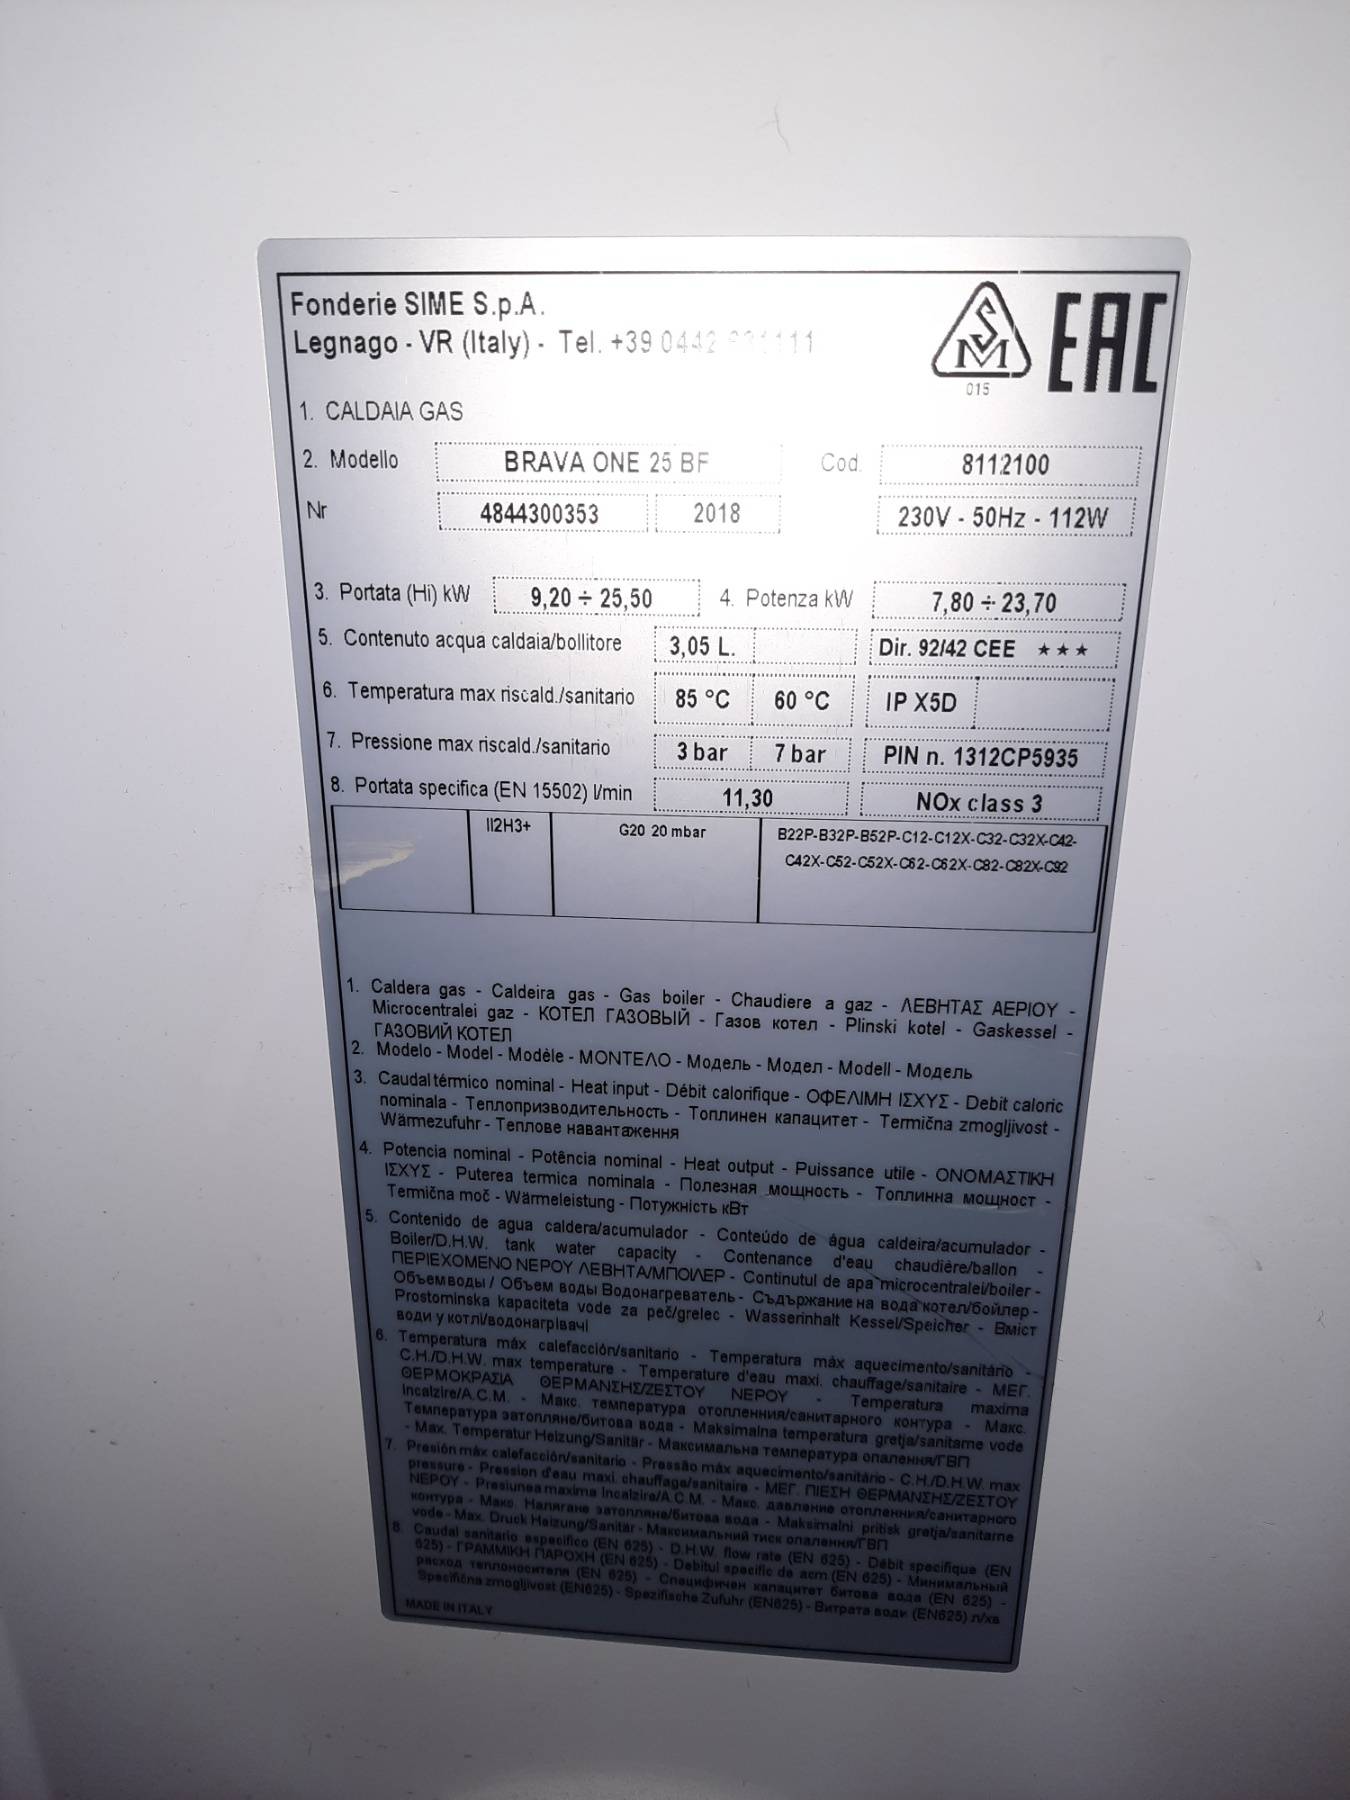 Fonderie SIME S.p.A.
Legnago - VR (Italy) - Tel. +39 0442 631111
SM
015
EAC
1. CALDAIA GAS
2. Modello BRAVA ONE 25 BF Cod. 8112100
Nr 4844300353 2018 230V - 50Hz - 112W
3. Portata (Hi) kW 9,20 ÷ 25,50 4. Potenza kW 7,80 ÷ 23,70
5. Contenuto acqua caldaia/bollitore 3,05 L. Dir. 92/42 CEE ★★★
6. Temperatura max riscald./sanitario 85 °C 60 °C IP X5D
7. Pressione max riscald./sanitario 3 bar 7 bar PIN n. 1312CP5935
8. Portata specifica (EN 15502) l/min 11,30 NOx class 3
II2H3+ G20 20 mbar B22P-B32P-B52P-C12-C12X-C32-C32X-C42-
C42X-C52-C52X-C62-C62X-C82-C82X-C92
1. Caldera gas - Caldeira gas - Gas boiler - Chaudiere a gaz - ΛΕΒΗΤΑΣ ΑΕΡΙΟΥ -
Microcentralei gaz - КОТЕЛ ГАЗОВЫЙ - Газов котел - Plinski kotel - Gaskessel -
ГАЗОВИЙ КОТЕЛ
2. Modelo - Model - Modèle - ΜΟΝΤΕΛΟ - Модель - Модел - Modell - Модель
3. Caudal térmico nominal - Heat input - Débit calorifique - ΟΦΕΛΙΜΗ ΙΣΧΥΣ - Debit caloric
nominala - Теплопризводительность - Топлинен капацитет - Termična zmogljivost -
Wärmezufuhr - Теплове навантаження
4. Potencia nominal - Potência nominal - Heat output - Puissance utile - ΟΝΟΜΑΣΤΙΚΗ
ΙΣΧΥΣ - Puterea termica nominala - Полезная мощность - Топлинна мощност -
Termična moč - Wärmeleistung - Потужність кВт
5. Contenido de agua caldera/acumulador - Conteúdo de água caldeira/acumulador -
Boiler/D.H.W. tank water capacity - Contenance d'eau chaudière/ballon -
ΠΕΡΙΕΧΟΜΕΝΟ ΝΕΡΟΥ ΛΕΒΗΤΑ/ΜΠΟΙΛΕΡ - Continutul de apa microcentralei/boiler -
Объем воды / Объем воды Водонагреватель - Съдържание на вода котел/бойлер -
Prostorninska kapaciteta vode za peč/grelec - Wasserinhalt Kessel/Speicher - Вміст
води у котлі/водонагрівачі
6. Temperatura máx calefacción/sanitario - Temperatura máx aquecimento/sanitário -
C.H./D.H.W. max temperature - Temperature d'eau maxi. chauffage/sanitaire - ΜΕΓ.
ΘΕΡΜΟΚΡΑΣΙΑ ΘΕΡΜΑΝΣΗΣ/ΖΕΣΤΟΥ ΝΕΡΟΥ - Temperatura maxima
Incalzire/A.C.M. - Макс. температура отопленния/санитарного контура - Макс.
Температура затопляне/битова вода - Maksimalna temperatura gretja/sanitarne vode
- Max. Temperatur Heizung/Sanitär - Максимальна температура опалення/ГВП
7. Presión máx calefacción/sanitario - Pressão máx aquecimento/sanitário - C.H./D.H.W. max
pressure - Pression d'eau maxi. chauffage/sanitaire - ΜΕΓ. ΠΙΕΣΗ ΘΕΡΜΑΝΣΗΣ/ΖΕΣΤΟΥ
ΝΕΡΟΥ - Presiunea maxima Incalzire/A.C.M. - Макс. давление отопленния/санитарного
контура - Макс. Налягане затопляне/битова вода - Maksimalni pritisk gretja/sanitarne
vode - Max. Druck Heizung/Sanitär - Максимальний тиск опалення/ГВП
8. Caudal sanitario especifico (EN 625) - D.H.W. flow rate (EN 625) - Débit spécifique (EN
625) - ΓΡΑΜΜΙΚΗ ΠΑΡΟΧΗ (EN 625) - Debitul specific de acm (EN 625) - Минимальный
расход теплоносителя (EN 625) - Специфичен капацитет битова вода (EN 625) -
Specifična zmogljivost (EN625) - Spezifische Zufuhr (EN625) - Витрата води (EN625) л/хв
MADE IN ITALY